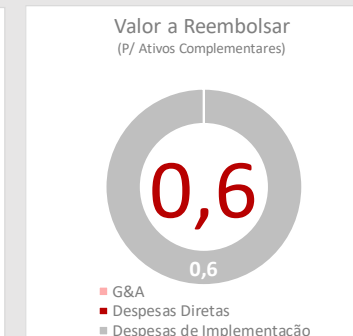 Valor a Reembolsar
(P/ Ativos Complementares)
0,6
0,6
G&A
Despesas Diretas
Despesas de Implementação